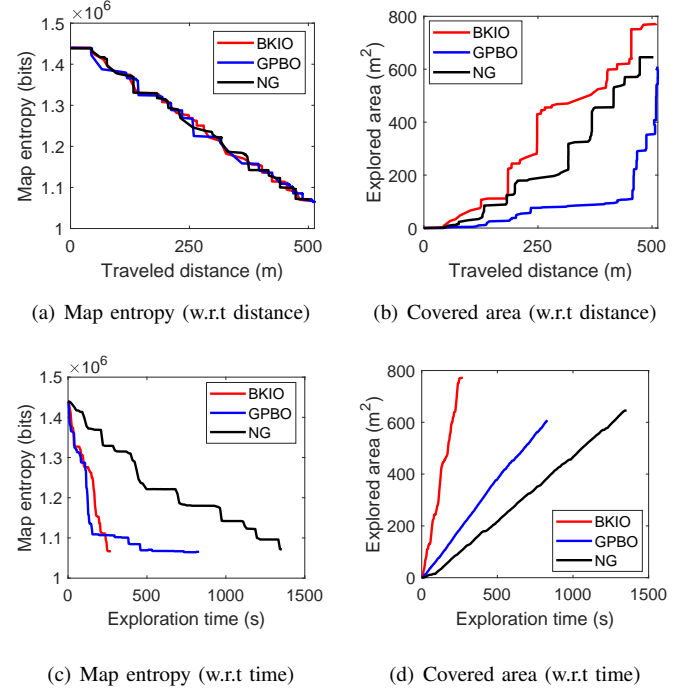 ×10⁶
1.5
1.4
1.3
1.2
1.1
1
Map entropy (bits)
BKIO
GPBO
NG
0 250 500
Traveled distance (m)
(a) Map entropy (w.r.t distance)
800
600
400
200
0
Explored area (m²)
BKIO
GPBO
NG
0 250 500
Traveled distance (m)
(b) Covered area (w.r.t distance)
×10⁶
1.5
1.4
1.3
1.2
1.1
1
Map entropy (bits)
BKIO
GPBO
NG
0 500 1000 1500
Exploration time (s)
(c) Map entropy (w.r.t time)
800
600
400
200
0
Explored area (m²)
BKIO
GPBO
NG
0 500 1000 1500
Exploration time (s)
(d) Covered area (w.r.t time)